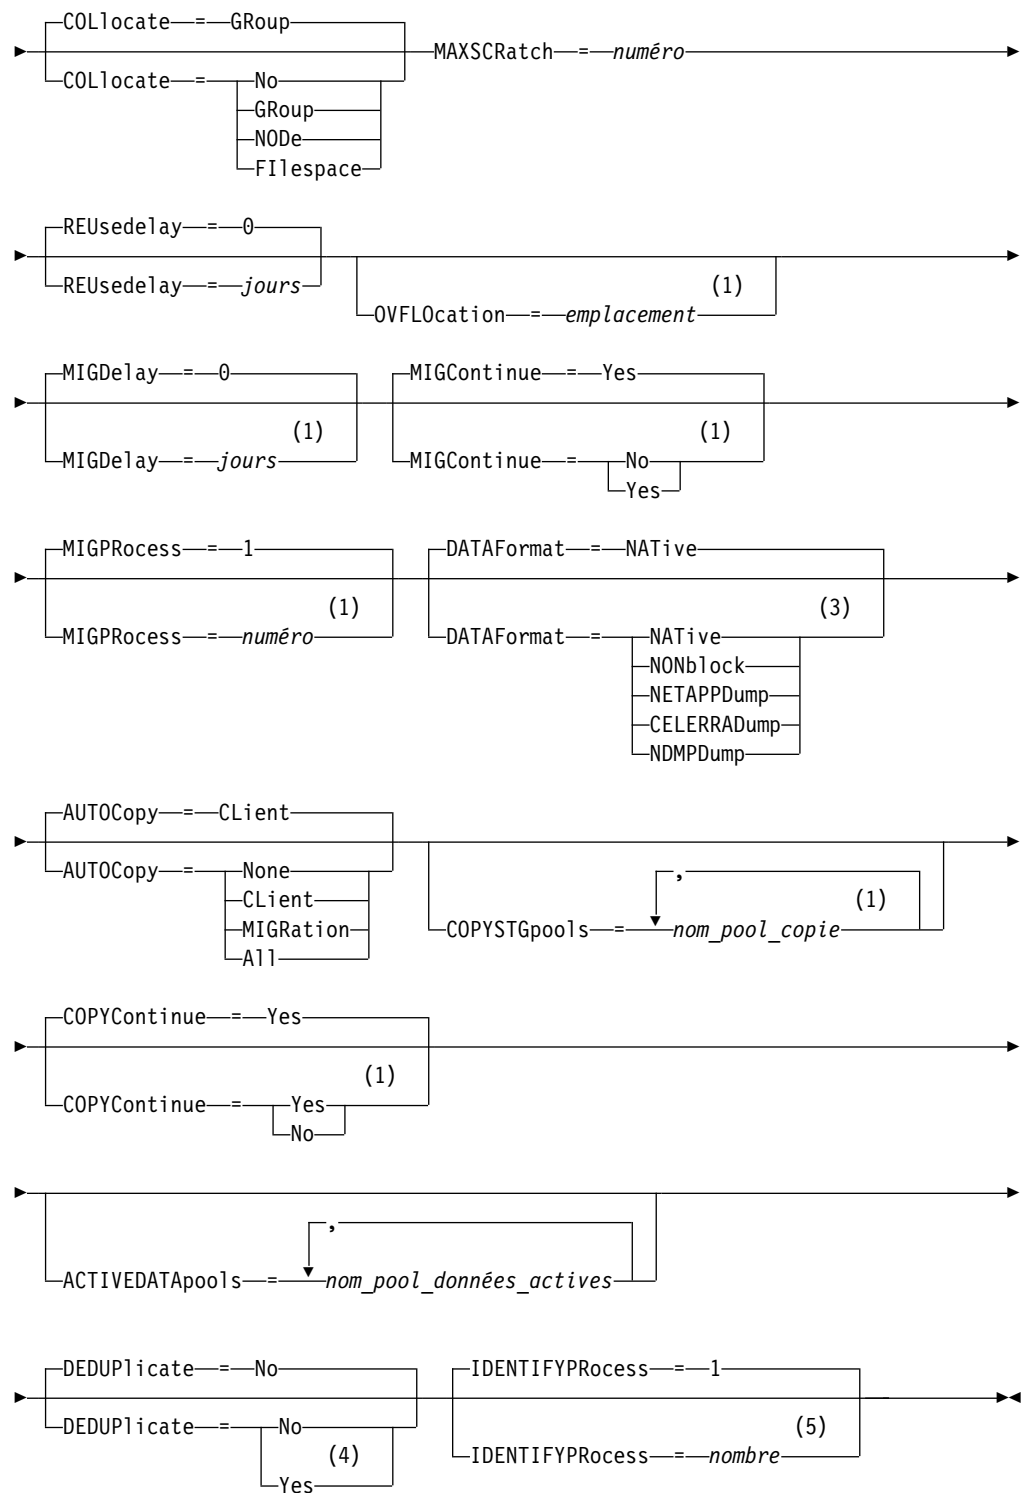 COLlocate = GRoup
MAXSCRatch = numéro
COLlocate = No
GRoup
NODe
FIlespace
REUsedelay = 0
REUsedelay = jours
(1)
OVFLOcation = emplacement
MIGDelay = 0
(1)
MIGDelay = jours
MIGContinue = Yes
(1)
MIGContinue = No
Yes
MIGPRocess = 1
(1)
MIGPRocess = numéro
DATAFormat = NATive
(3)
DATAFormat = NATive
NONblock
NETAPPDump
CELERRADump
NDMPDump
AUTOCopy = CLient
AUTOCopy = None
CLient
MIGRation
All
,
(1)
COPYSTGpools = nom_pool_copie
COPYContinue = Yes
(1)
COPYContinue = Yes
No
,
ACTIVEDATApools = nom_pool_données_actives
DEDUPlicate = No
DEDUPlicate = No
(4)
Yes
IDENTIFYPRocess = 1
(5)
IDENTIFYPRocess = nombre